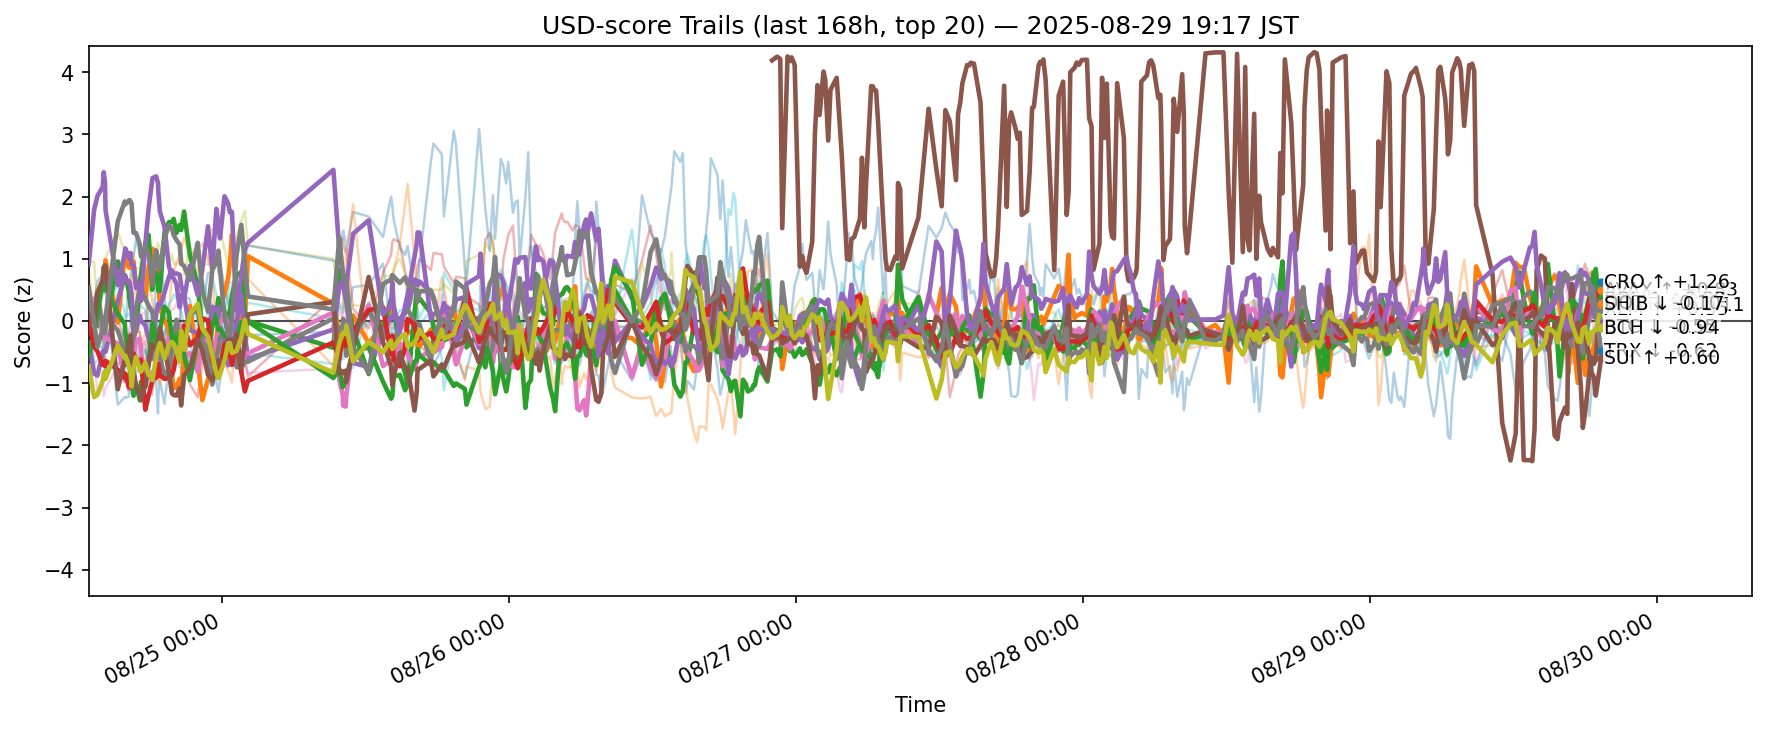 USD-score Trails (last 168h, top 20) — 2025-08-29 19:17 JST
Score (z)
4
3
2
1
0
−1
−2
−3
−4
CRO ↑ +1.26
SHIB ↓ -0.17
BCH ↓ -0.94
TRX ↓ -0.62
SUI ↑ +0.60
08/25 00:00
08/26 00:00
08/27 00:00
08/28 00:00
08/29 00:00
08/30 00:00
Time